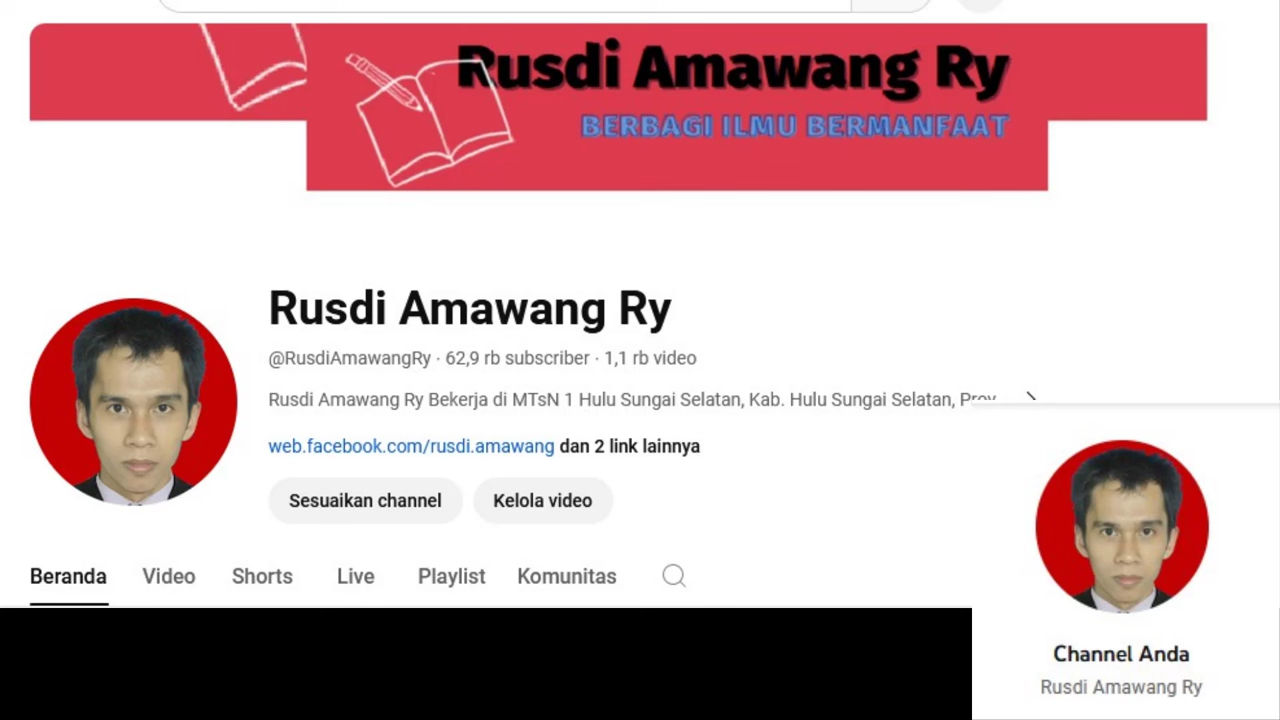 Rusdi Amawang Ry
BERBAGI ILMU BERMANFAAT
Rusdi Amawang Ry
@RusdiAmawangRy · 62,9 rb subscriber · 1,1 rb video
Rusdi Amawang Ry Bekerja di MTsN 1 Hulu Sungai Selatan, Kab. Hulu Sungai Selatan, Prov
web.facebook.com/rusdi.amawang dan 2 link lainnya
Sesuaikan channel Kelola video
Beranda Video Shorts Live Playlist Komunitas
Channel Anda
Rusdi Amawang Ry